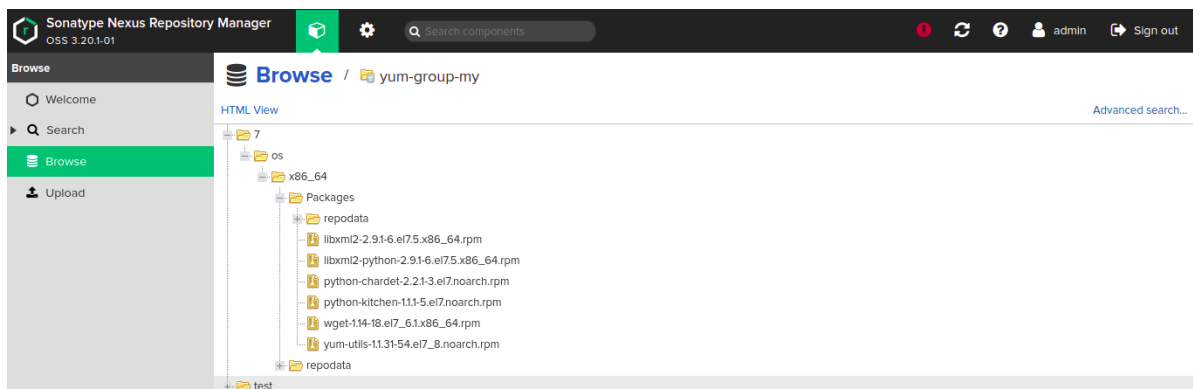 Sonatype Nexus Repository Manager
OSS 3.20.1-01
Search components
admin
Sign out
Browse
Browse / yum-group-my
Welcome
HTML View
Advanced search...
Search
Browse
Upload
7
os
x86_64
Packages
repodata
libxml2-2.9.1-6.el7.5.x86_64.rpm
libxml2-python-2.9.1-6.el7.5.x86_64.rpm
python-chardet-2.2.1-3.el7.noarch.rpm
python-kitchen-1.1.1-5.el7.noarch.rpm
wget-1.14-18.el7_6.1.x86_64.rpm
yum-utils-1.1.31-54.el7_8.noarch.rpm
repodata
test